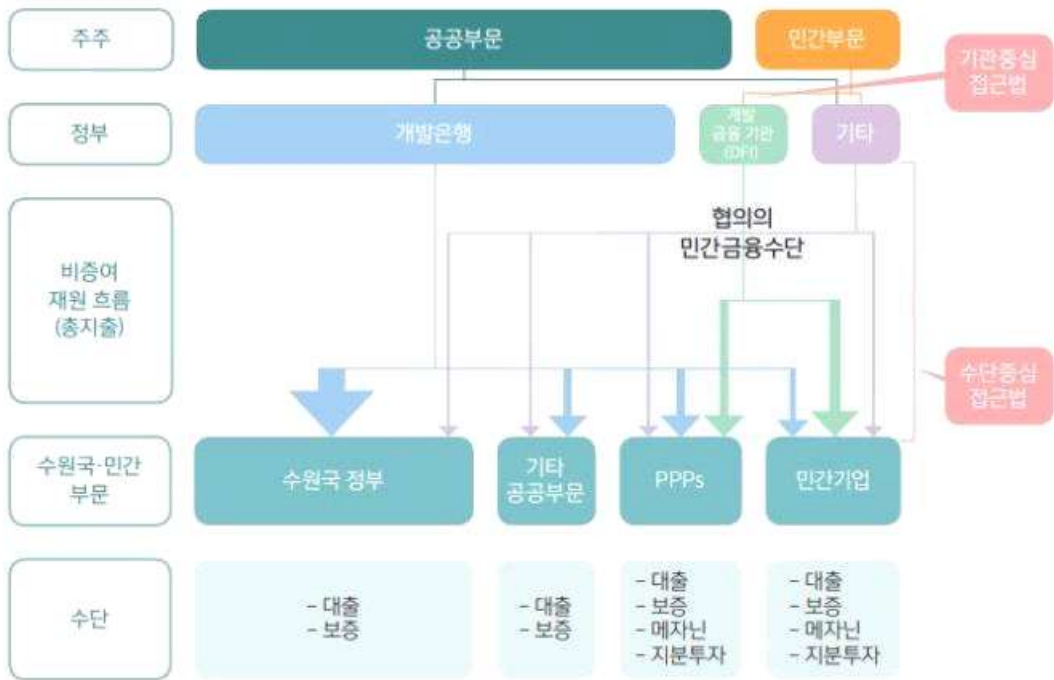 주주
공공부문
민간부문
기관중심
접근법
정부
개발은행
개발
금융 기관
(DFI)
기타
협의의
민간금융수단
비증여
재원 흐름
(총지출)
수단중심
접근법
수원국·민간
부문
수원국 정부
기타
공공부문
PPPs
민간기업
수단
– 대출
– 보증
– 대출
– 보증
– 대출
– 보증
– 메자닌
– 지분투자
– 대출
– 보증
– 메자닌
– 지분투자